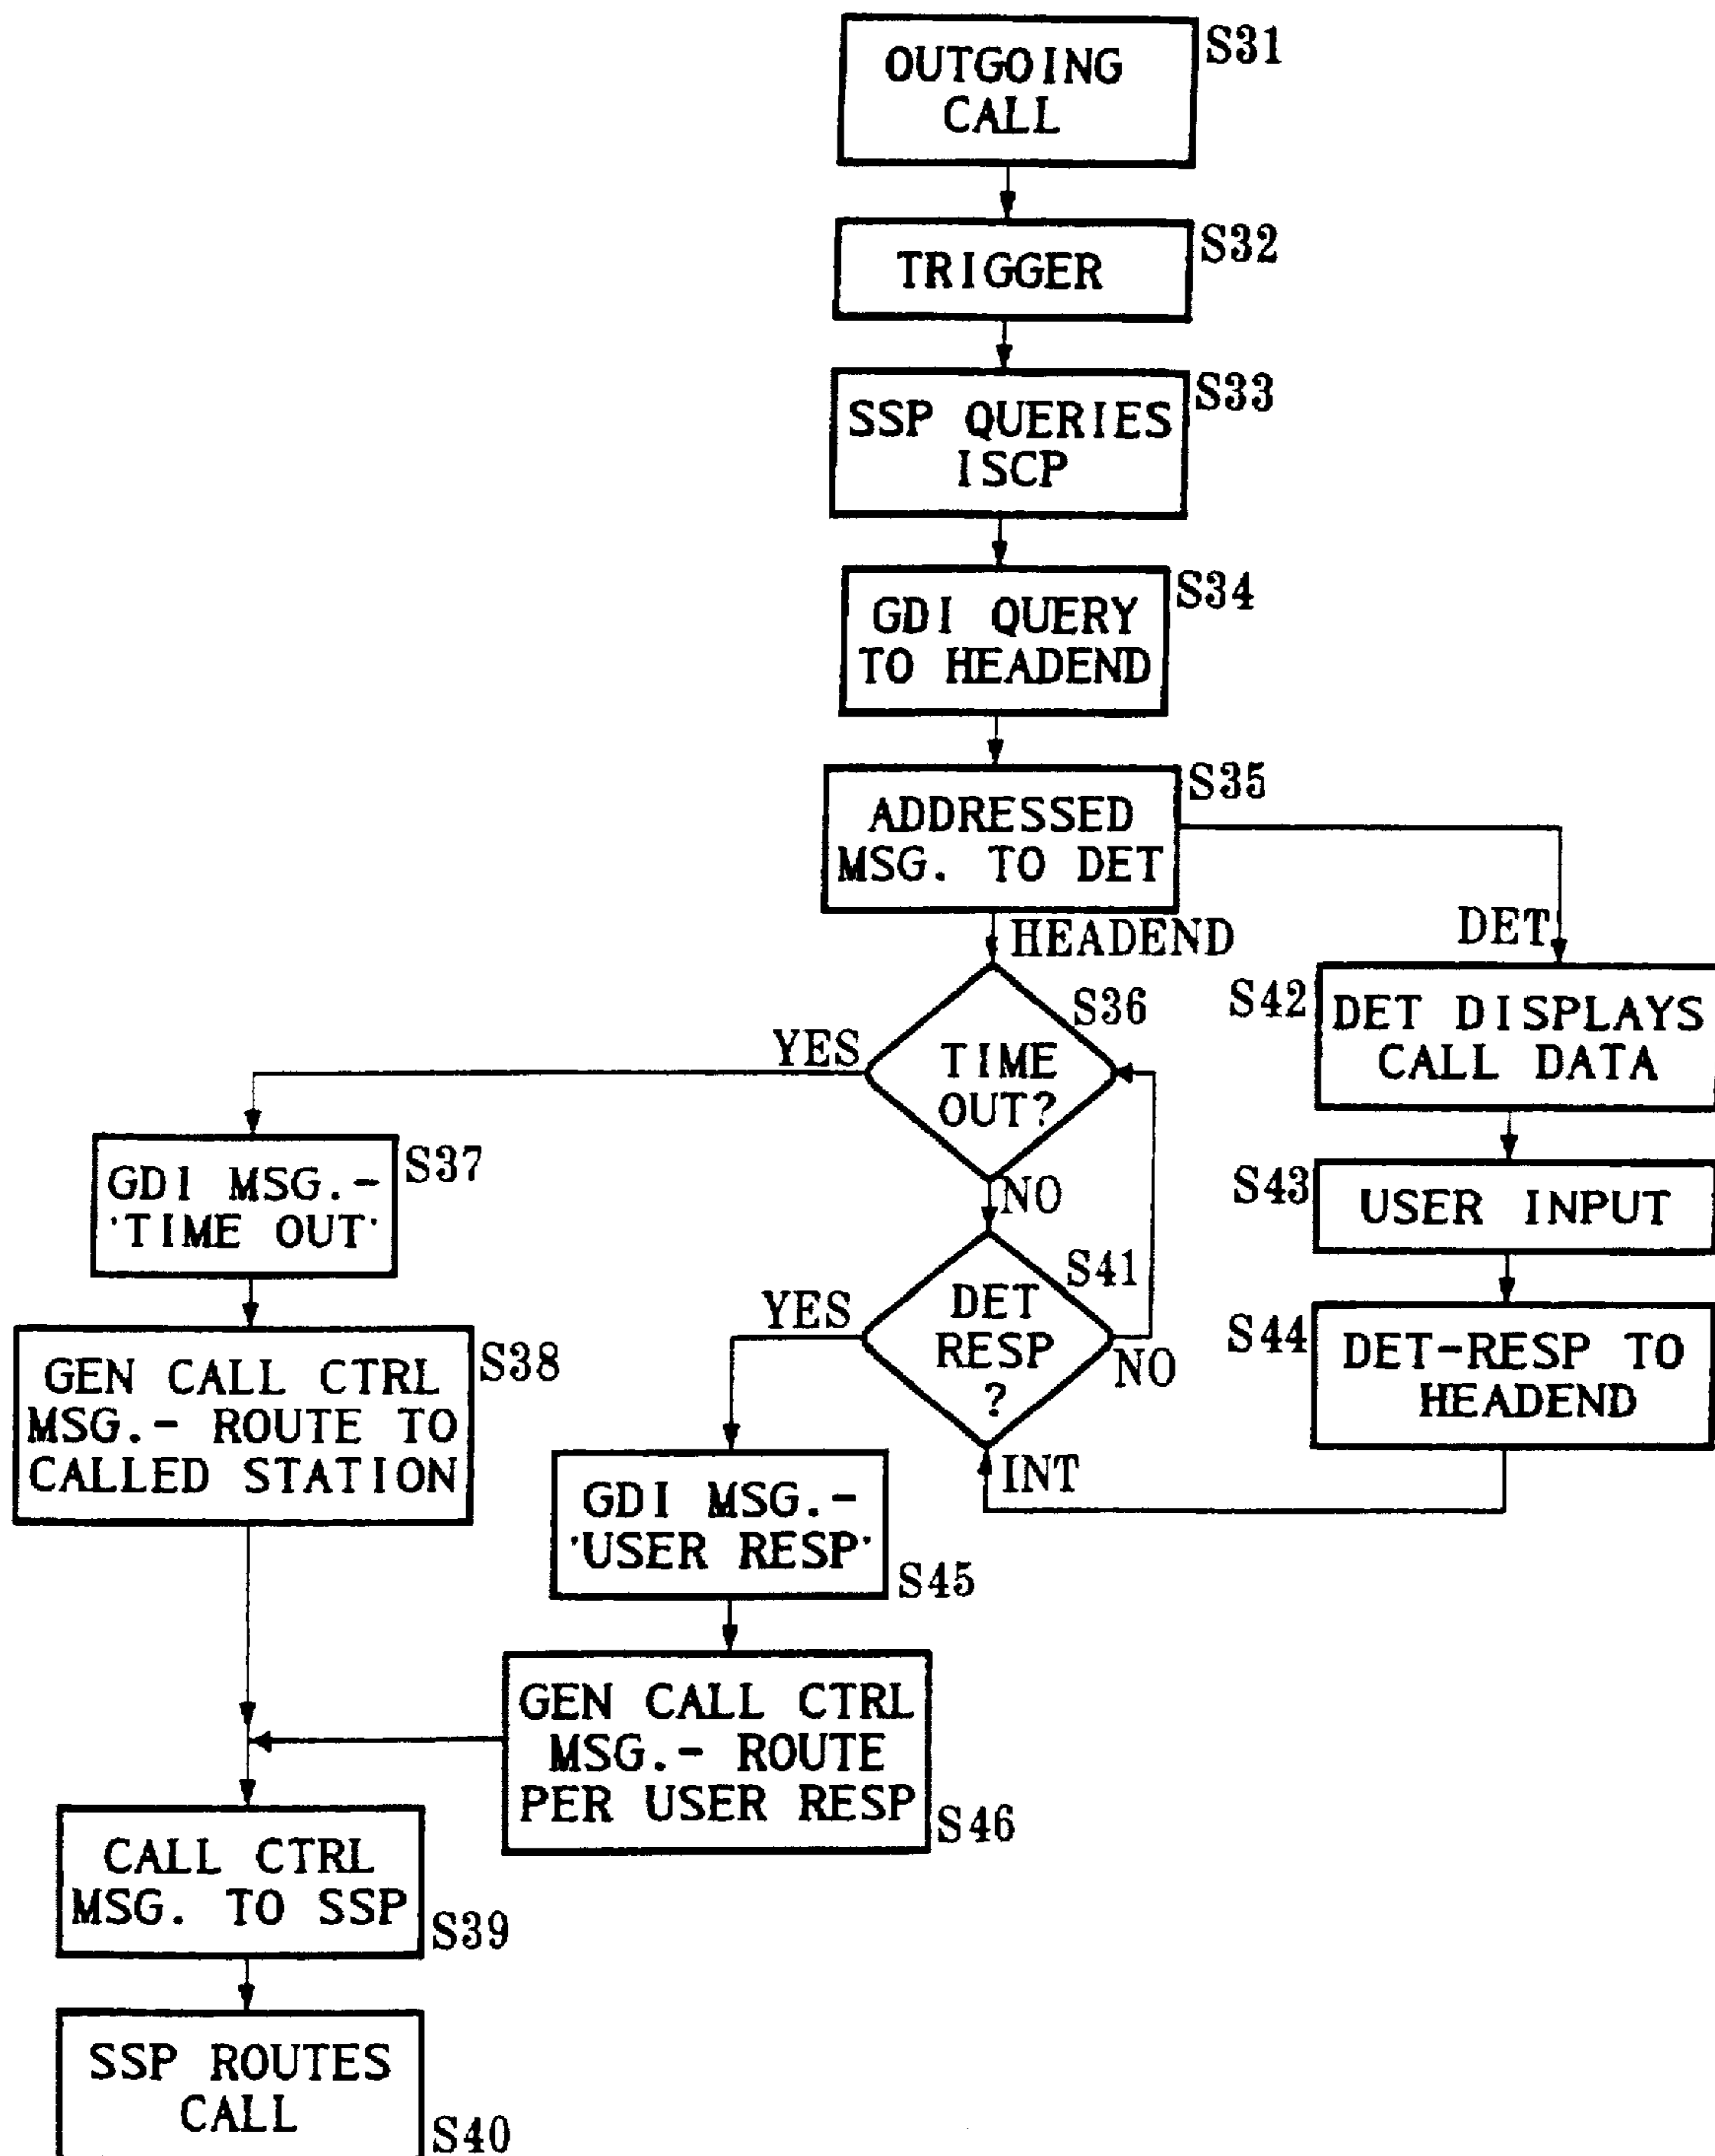 OUTGOING
CALL
S31
TRIGGER
S32
SSP QUERIES
ISCP
S33
GDI QUERY
TO HEADEND
S34
ADDRESSED
MSG. TO DET
S35
HEADEND
DET
S36
TIME
OUT?
YES
NO
S42
DET DISPLAYS
CALL DATA
GDI MSG.-
'TIME OUT'
S37
S43
USER INPUT
S41
DET
RESP
?
YES
NO
INT
S44
DET-RESP TO
HEADEND
GEN CALL CTRL
MSG.- ROUTE TO
CALLED STATION
S38
GDI MSG.-
'USER RESP'
S45
GEN CALL CTRL
MSG.- ROUTE
PER USER RESP
S46
CALL CTRL
MSG. TO SSP
S39
SSP ROUTES
CALL
S40